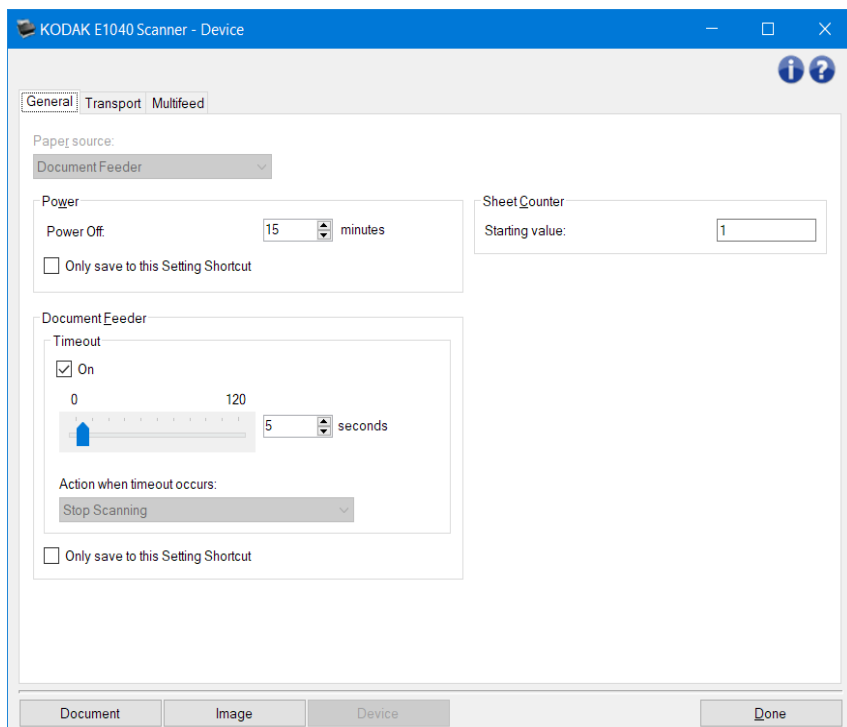 KODAK E1040 Scanner - Device
General Transport Multifeed
Paper source:
Document Feeder
Power
Power Off: 15 minutes
Only save to this Setting Shortcut
Sheet Counter
Starting value: 1
Document Feeder
Timeout
On
0 120
5 seconds
Action when timeout occurs:
Stop Scanning
Only save to this Setting Shortcut
Document Image Device Done